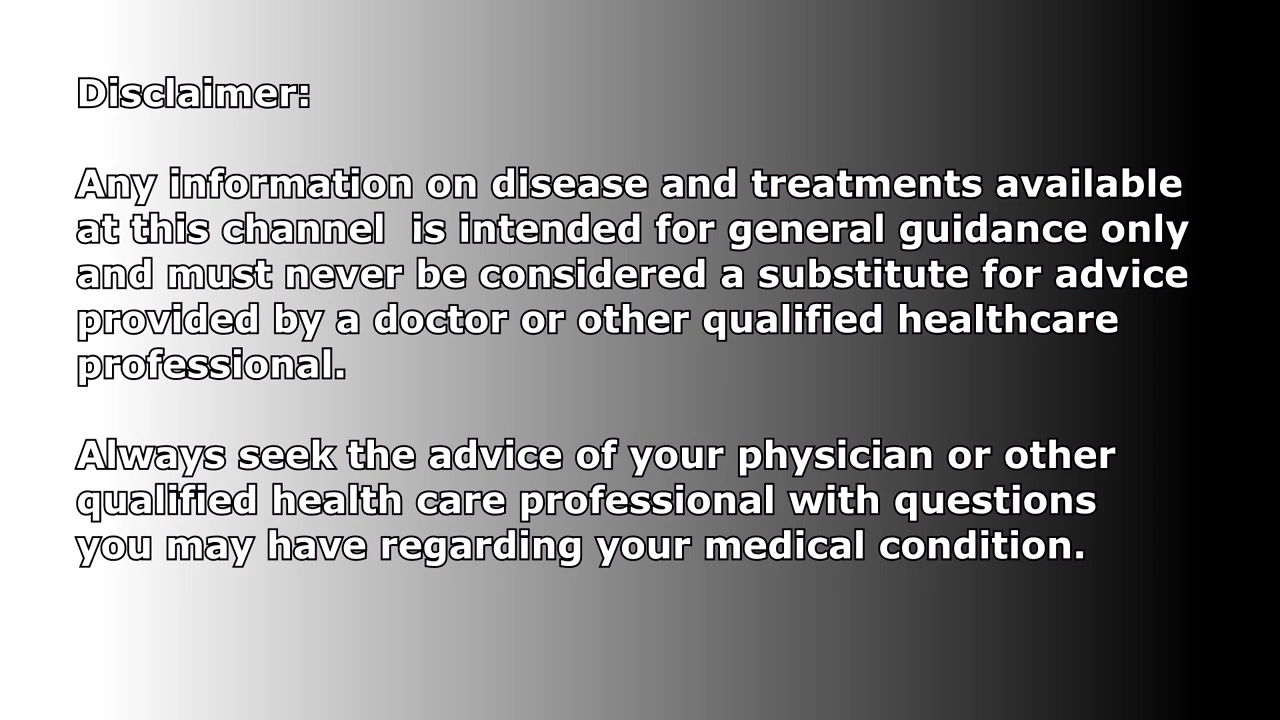 Disclaimer:
Any information on disease and treatments available
at this channel  is intended for general guidance only
and must never be considered a substitute for advice
provided by a doctor or other qualified healthcare
professional.
Always seek the advice of your physician or other
qualified health care professional with questions
you may have regarding your medical condition.